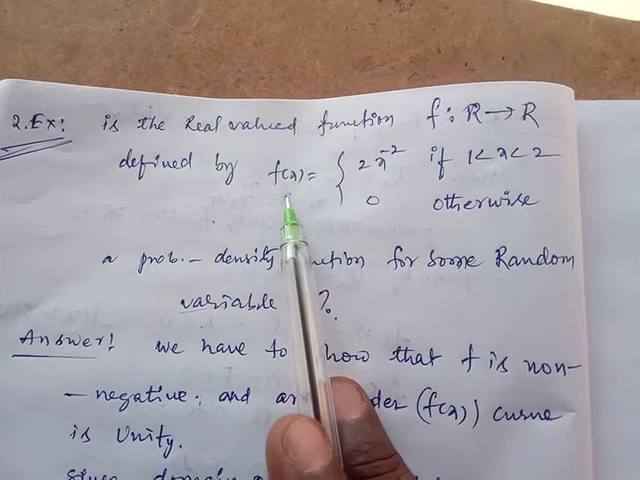 2.Ex: is the Real valued function f: R → R
defined by f(x) = { 2x⁻² if 1<x<2
0 otherwise
a prob. - density function for some Random
variable ?
Answer! we have to show that f is non-
- negative, and under (f(x)) curve
is Unity.